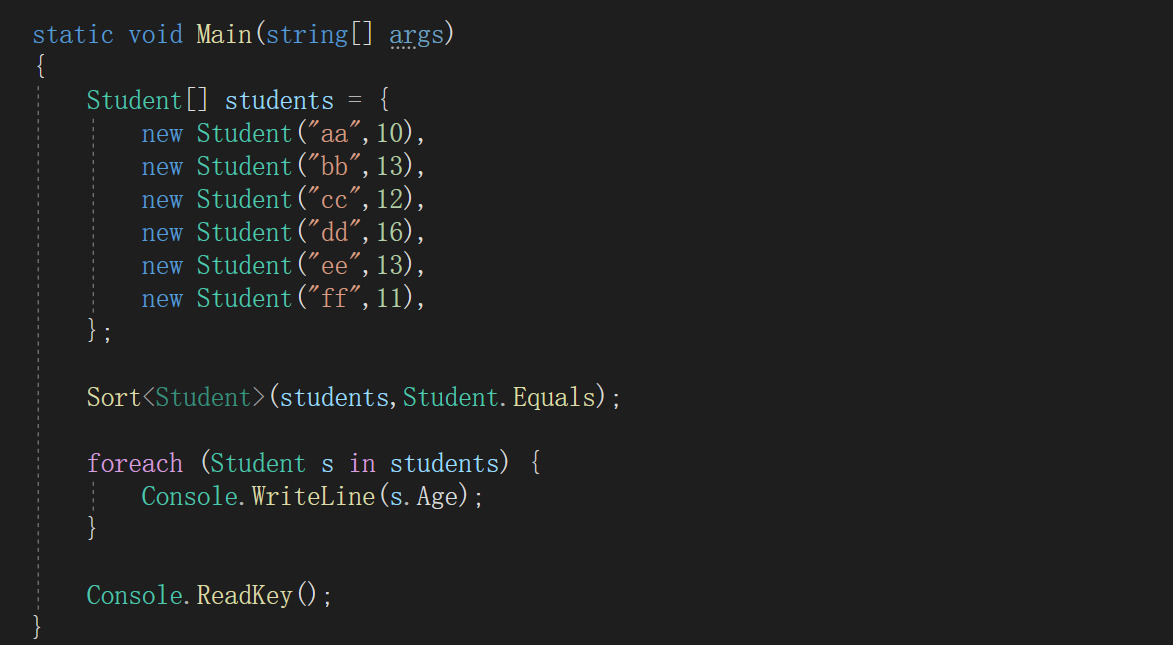 static void Main(string[] args)
{
    Student[] students = {
        new Student("aa",10),
        new Student("bb",13),
        new Student("cc",12),
        new Student("dd",16),
        new Student("ee",13),
        new Student("ff",11),
    };

    Sort<Student>(students,Student.Equals);

    foreach (Student s in students) {
        Console.WriteLine(s.Age);
    }

    Console.ReadKey();
}